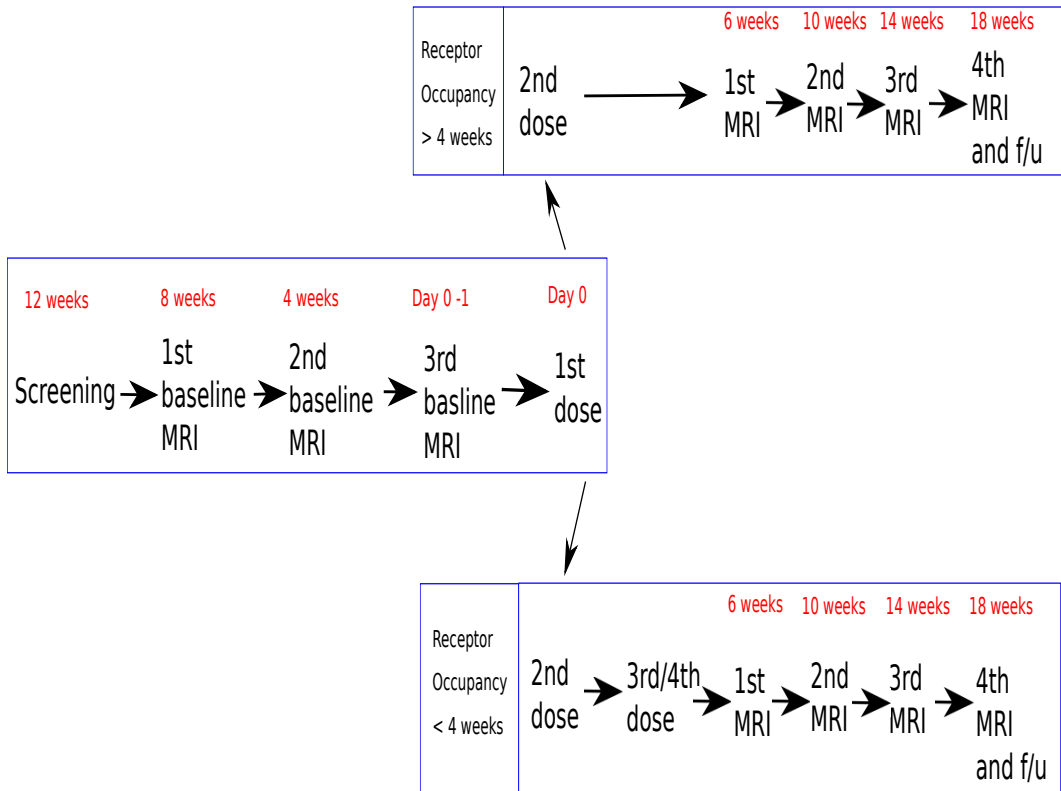 6 weeks 10 weeks 14 weeks 18 weeks
Receptor
Occupancy
> 4 weeks
2nd
dose
1st
MRI
2nd
MRI
3rd
MRI
4th
MRI
and f/u
12 weeks 8 weeks 4 weeks Day 0 -1 Day 0
Screening
1st
baseline
MRI
2nd
baseline
MRI
3rd
basline
MRI
1st
dose
6 weeks 10 weeks 14 weeks 18 weeks
Receptor
Occupancy
< 4 weeks
2nd
dose
3rd/4th
dose
1st
MRI
2nd
MRI
3rd
MRI
4th
MRI
and f/u